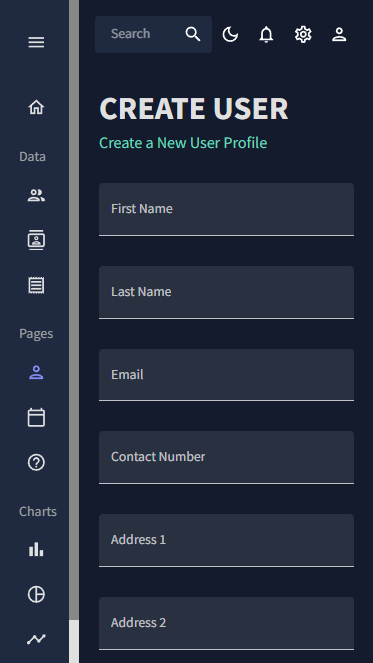 Search
CREATE USER
Create a New User Profile
Data
Pages
Charts
First Name
Last Name
Email
Contact Number
Address 1
Address 2